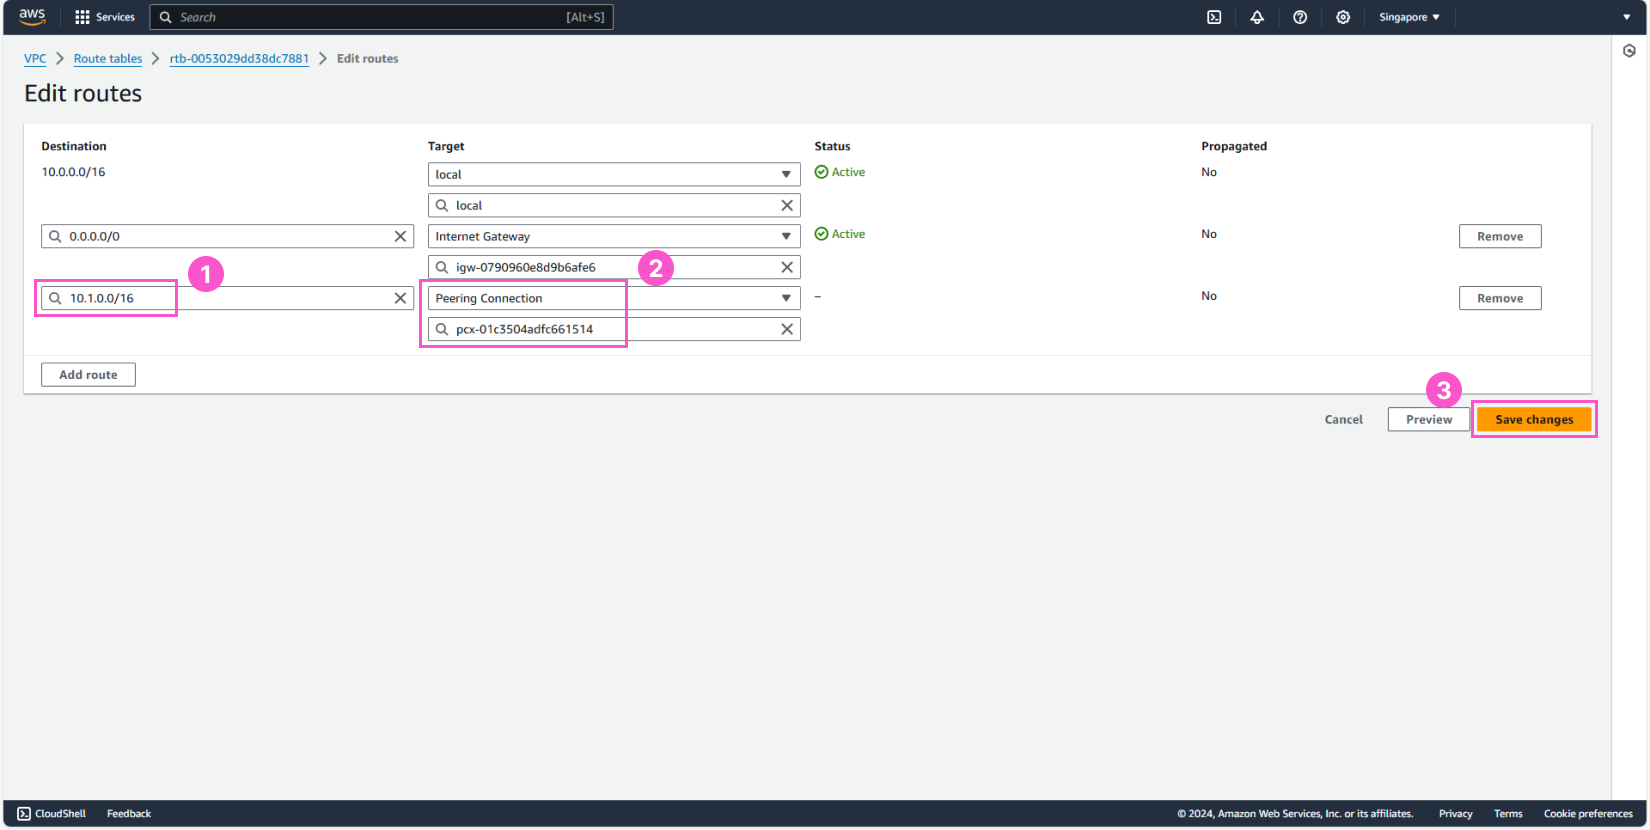 aws
Services
Search
[Alt+S]
Singapore
VPC
Route tables
rtb-0053029dd38dc7881
Edit routes
Edit routes
Destination
Target
Status
Propagated
10.0.0.0/16
local
Active
No
local
0.0.0.0/0
Internet Gateway
Active
No
Remove
igw-0790960e8d9b6afe6
1
2
10.1.0.0/16
Peering Connection
–
No
Remove
pcx-01c3504adfc661514
Add route
3
Cancel
Preview
Save changes
CloudShell
Feedback
© 2024, Amazon Web Services, Inc. or its affiliates.
Privacy
Terms
Cookie preferences